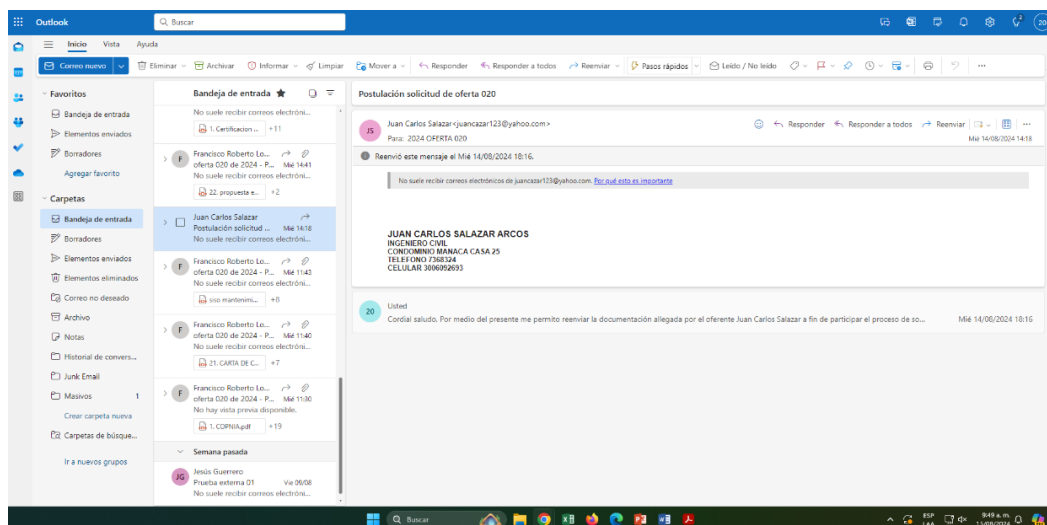 Outlook
Buscar
Inicio Vista Ayuda
Correo nuevo Eliminar Archivar Informar Limpiar Mover a Responder Responder a todos Reenviar Pasos rápidos Leído / No leído
Favoritos
Bandeja de entrada
Elementos enviados
Borradores
Agregar favorito
Carpetas
Bandeja de entrada
Borradores
Elementos enviados
Elementos eliminados
Correo no deseado
Archivo
Notas
Historial de convers...
Junk Email
Masivos 1
Crear carpeta nueva
Carpetas de búsque...
Ir a nuevos grupos
Bandeja de entrada
No suele recibir correos electróni...
1. Certificacion ... +11
F
Francisco Roberto Lo...
oferta 020 de 2024 - P... Mié 14:41
No suele recibir correos electróni...
22. propuesta e... +2
Juan Carlos Salazar
Postulación solicitud ... Mié 14:18
No suele recibir correos electróni...
F
Francisco Roberto Lo...
oferta 020 de 2024 - P... Mié 11:43
No suele recibir correos electróni...
siso mantenimi... +8
F
Francisco Roberto Lo...
oferta 020 de 2024 - P... Mié 11:40
No suele recibir correos electróni...
21. CARTA DE C... +7
F
Francisco Roberto Lo...
oferta 020 de 2024 - P... Mié 11:30
No hay vista previa disponible.
1. COPNIA.pdf +19
Semana pasada
JG
Jesús Guerrero
Prueba externa 01 Vie 09/08
No suele recibir correos electróni...
Postulación solicitud de oferta 020
JS
Juan Carlos Salazar<juancazar123@yahoo.com>
Responder Responder a todos Reenviar
Para: 2024 OFERTA 020
Mié 14/08/2024 14:18
Reenvió este mensaje el Mié 14/08/2024 18:16.
No suele recibir correos electrónicos de juancazar123@yahoo.com. Por qué esto es importante
JUAN CARLOS SALAZAR ARCOS
INGENIERO CIVIL
CONDOMINIO MANACA CASA 25
TELEFONO 7368324
CELULAR 3006092693
20
Usted
Cordial saludo. Por medio del presente me permito reenviar la documentación allegada por el oferente Juan Carlos Salazar a fin de participar el proceso de so... Mié 14/08/2024 18:16
Buscar
ESP
LAA
9:49 a. m.
15/08/2024